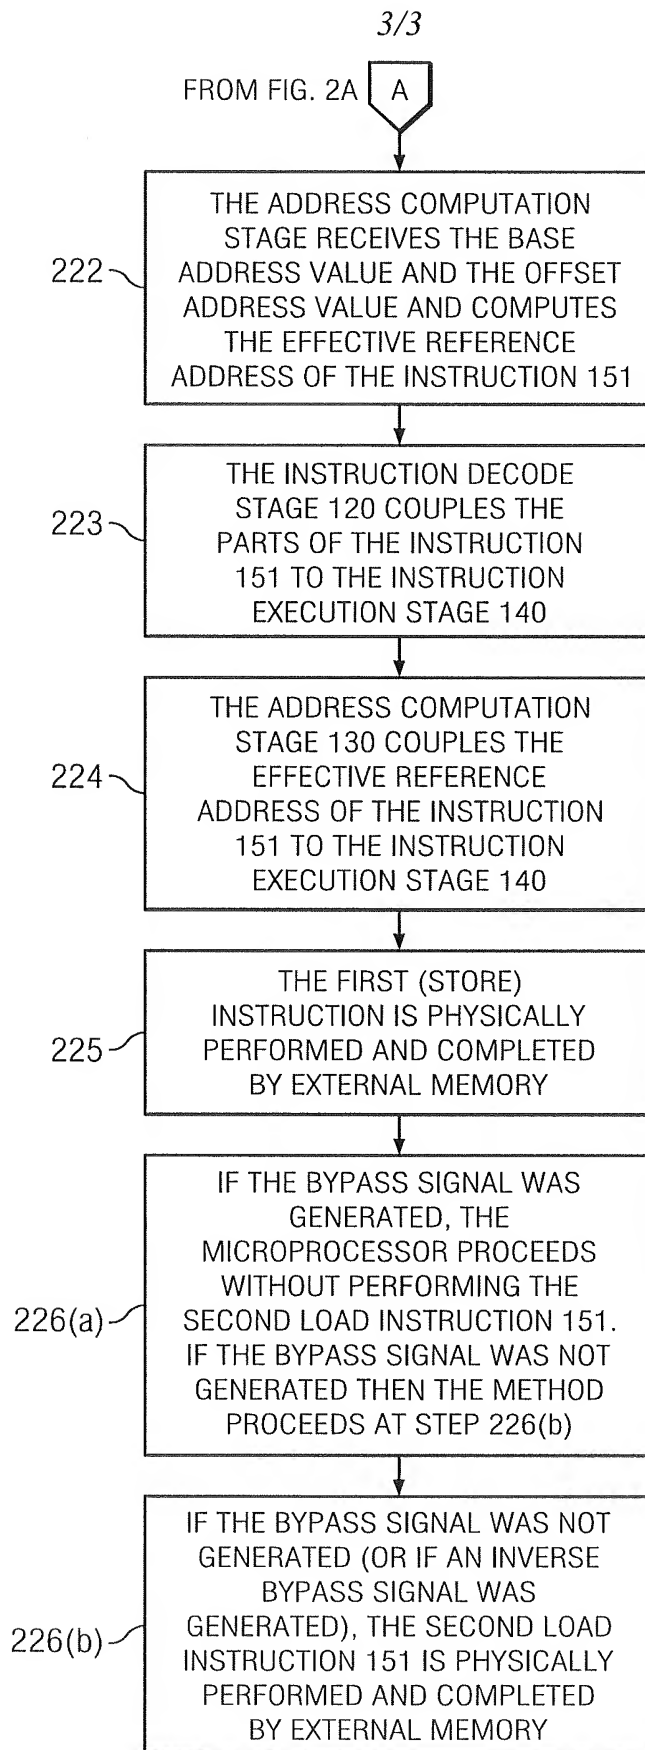 3/3
FROM FIG. 2A A
THE ADDRESS COMPUTATION
STAGE RECEIVES THE BASE
222 ADDRESS VALUE AND THE OFFSET
ADDRESS VALUE AND COMPUTES
THE EFFECTIVE REFERENCE
ADDRESS OF THE INSTRUCTION 151
THE INSTRUCTION DECODE
STAGE 120 COUPLES THE
223 PARTS OF THE INSTRUCTION
151 TO THE INSTRUCTION
EXECUTION STAGE 140
THE ADDRESS COMPUTATION
STAGE 130 COUPLES THE
224 EFFECTIVE REFERENCE
ADDRESS OF THE INSTRUCTION
151 TO THE INSTRUCTION
EXECUTION STAGE 140
THE FIRST (STORE)
INSTRUCTION IS PHYSICALLY
225 PERFORMED AND COMPLETED
BY EXTERNAL MEMORY
IF THE BYPASS SIGNAL WAS
GENERATED, THE
MICROPROCESSOR PROCEEDS
WITHOUT PERFORMING THE
226(a) SECOND LOAD INSTRUCTION 151.
IF THE BYPASS SIGNAL WAS NOT
GENERATED THEN THE METHOD
PROCEEDS AT STEP 226(b)
IF THE BYPASS SIGNAL WAS NOT
GENERATED (OR IF AN INVERSE
BYPASS SIGNAL WAS
226(b) GENERATED), THE SECOND LOAD
INSTRUCTION 151 IS PHYSICALLY
PERFORMED AND COMPLETED
BY EXTERNAL MEMORY